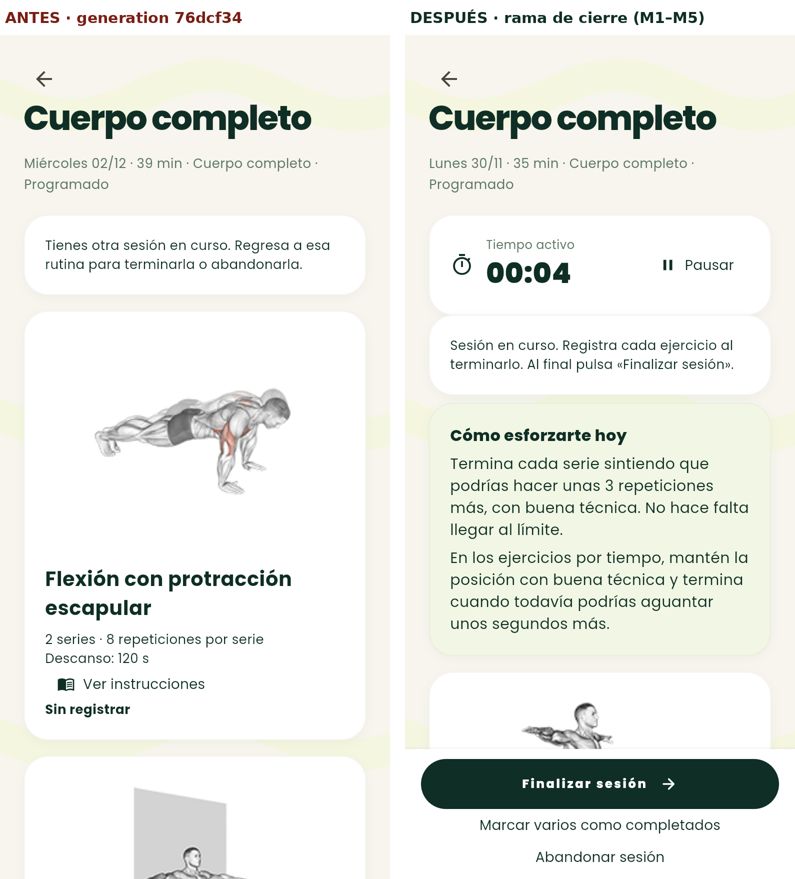 ANTES · generation 76dcf34
Cuerpo completo
Miércoles 02/12 · 39 min · Cuerpo completo ·
Programado
Tienes otra sesión en curso. Regresa a esa
rutina para terminarla o abandonarla.
Flexión con protracción
escapular
2 series · 8 repeticiones por serie
Descanso: 120 s
Ver instrucciones
Sin registrar
DESPUÉS · rama de cierre (M1–M5)
Cuerpo completo
Lunes 30/11 · 35 min · Cuerpo completo ·
Programado
Tiempo activo
00:04
Pausar
Sesión en curso. Registra cada ejercicio al
terminarlo. Al final pulsa «Finalizar sesión».
Cómo esforzarte hoy
Termina cada serie sintiendo que
podrías hacer unas 3 repeticiones
más, con buena técnica. No hace falta
llegar al límite.
En los ejercicios por tiempo, mantén la
posición con buena técnica y termina
cuando todavía podrías aguantar
unos segundos más.
Finalizar sesión
Marcar varios como completados
Abandonar sesión